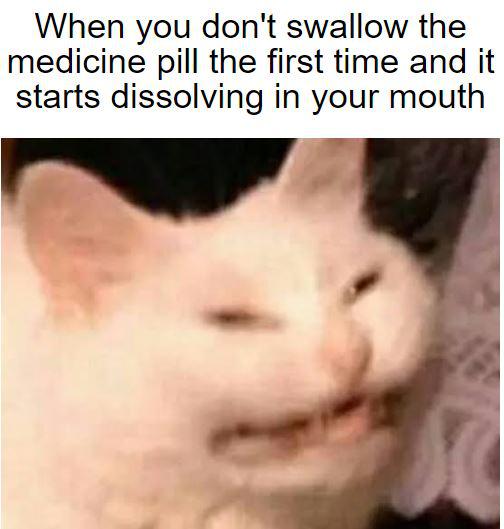 When you don't swallow the
medicine pill the first time and it
starts dissolving in your mouth